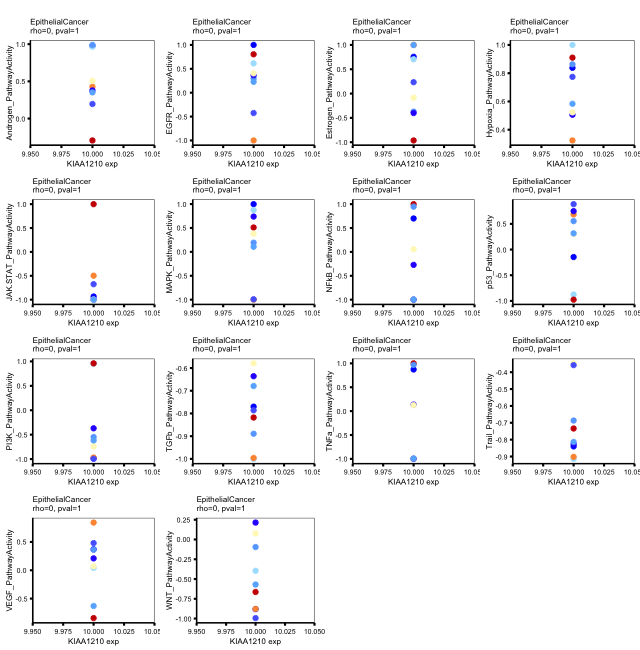 EpithelialCancer
rho=0, pval=1
Androgen_PathwayActivity
1.0
0.5
0.0
9.950 9.975 10.000 10.025 10.05
KIAA1210 exp
EpithelialCancer
rho=0, pval=1
EGFR_PathwayActivity
1.0
0.5
0.0
-0.5
-1.0
9.950 9.975 10.000 10.025 10.05
KIAA1210 exp
EpithelialCancer
rho=0, pval=1
Estrogen_PathwayActivity
1.0
0.5
0.0
-0.5
-1.0
9.950 9.975 10.000 10.025 10.05
KIAA1210 exp
EpithelialCancer
rho=0, pval=1
Hypoxia_PathwayActivity
1.0
0.8
0.6
0.4
9.950 9.975 10.000 10.025 10.05
KIAA1210 exp
EpithelialCancer
rho=0, pval=1
JAK.STAT_PathwayActivity
1.0
0.5
0.0
-0.5
-1.0
9.950 9.975 10.000 10.025 10.05
KIAA1210 exp
EpithelialCancer
rho=0, pval=1
MAPK_PathwayActivity
1.0
0.5
0.0
-0.5
-1.0
9.950 9.975 10.000 10.025 10.05
KIAA1210 exp
EpithelialCancer
rho=0, pval=1
NFkB_PathwayActivity
1.0
0.5
0.0
-0.5
-1.0
9.950 9.975 10.000 10.025 10.05
KIAA1210 exp
EpithelialCancer
rho=0, pval=1
p53_PathwayActivity
0.5
0.0
-0.5
-1.0
9.950 9.975 10.000 10.025 10.05
KIAA1210 exp
EpithelialCancer
rho=0, pval=1
PI3K_PathwayActivity
1.0
0.5
0.0
-0.5
-1.0
9.950 9.975 10.000 10.025 10.05
KIAA1210 exp
EpithelialCancer
rho=0, pval=1
TGFb_PathwayActivity
-0.6
-0.7
-0.8
-0.9
-1.0
9.950 9.975 10.000 10.025 10.05
KIAA1210 exp
EpithelialCancer
rho=0, pval=1
TNFa_PathwayActivity
1.0
0.5
0.0
-0.5
-1.0
9.950 9.975 10.000 10.025 10.05
KIAA1210 exp
EpithelialCancer
rho=0, pval=1
Trail_PathwayActivity
-0.4
-0.5
-0.6
-0.7
-0.8
-0.9
9.950 9.975 10.000 10.025 10.05
KIAA1210 exp
EpithelialCancer
rho=0, pval=1
VEGF_PathwayActivity
0.5
0.0
-0.5
9.950 9.975 10.000 10.025 10.05
KIAA1210 exp
EpithelialCancer
rho=0, pval=1
WNT_PathwayActivity
0.25
0.00
-0.25
-0.50
-0.75
-1.00
9.950 9.975 10.000 10.025 10.050
KIAA1210 exp